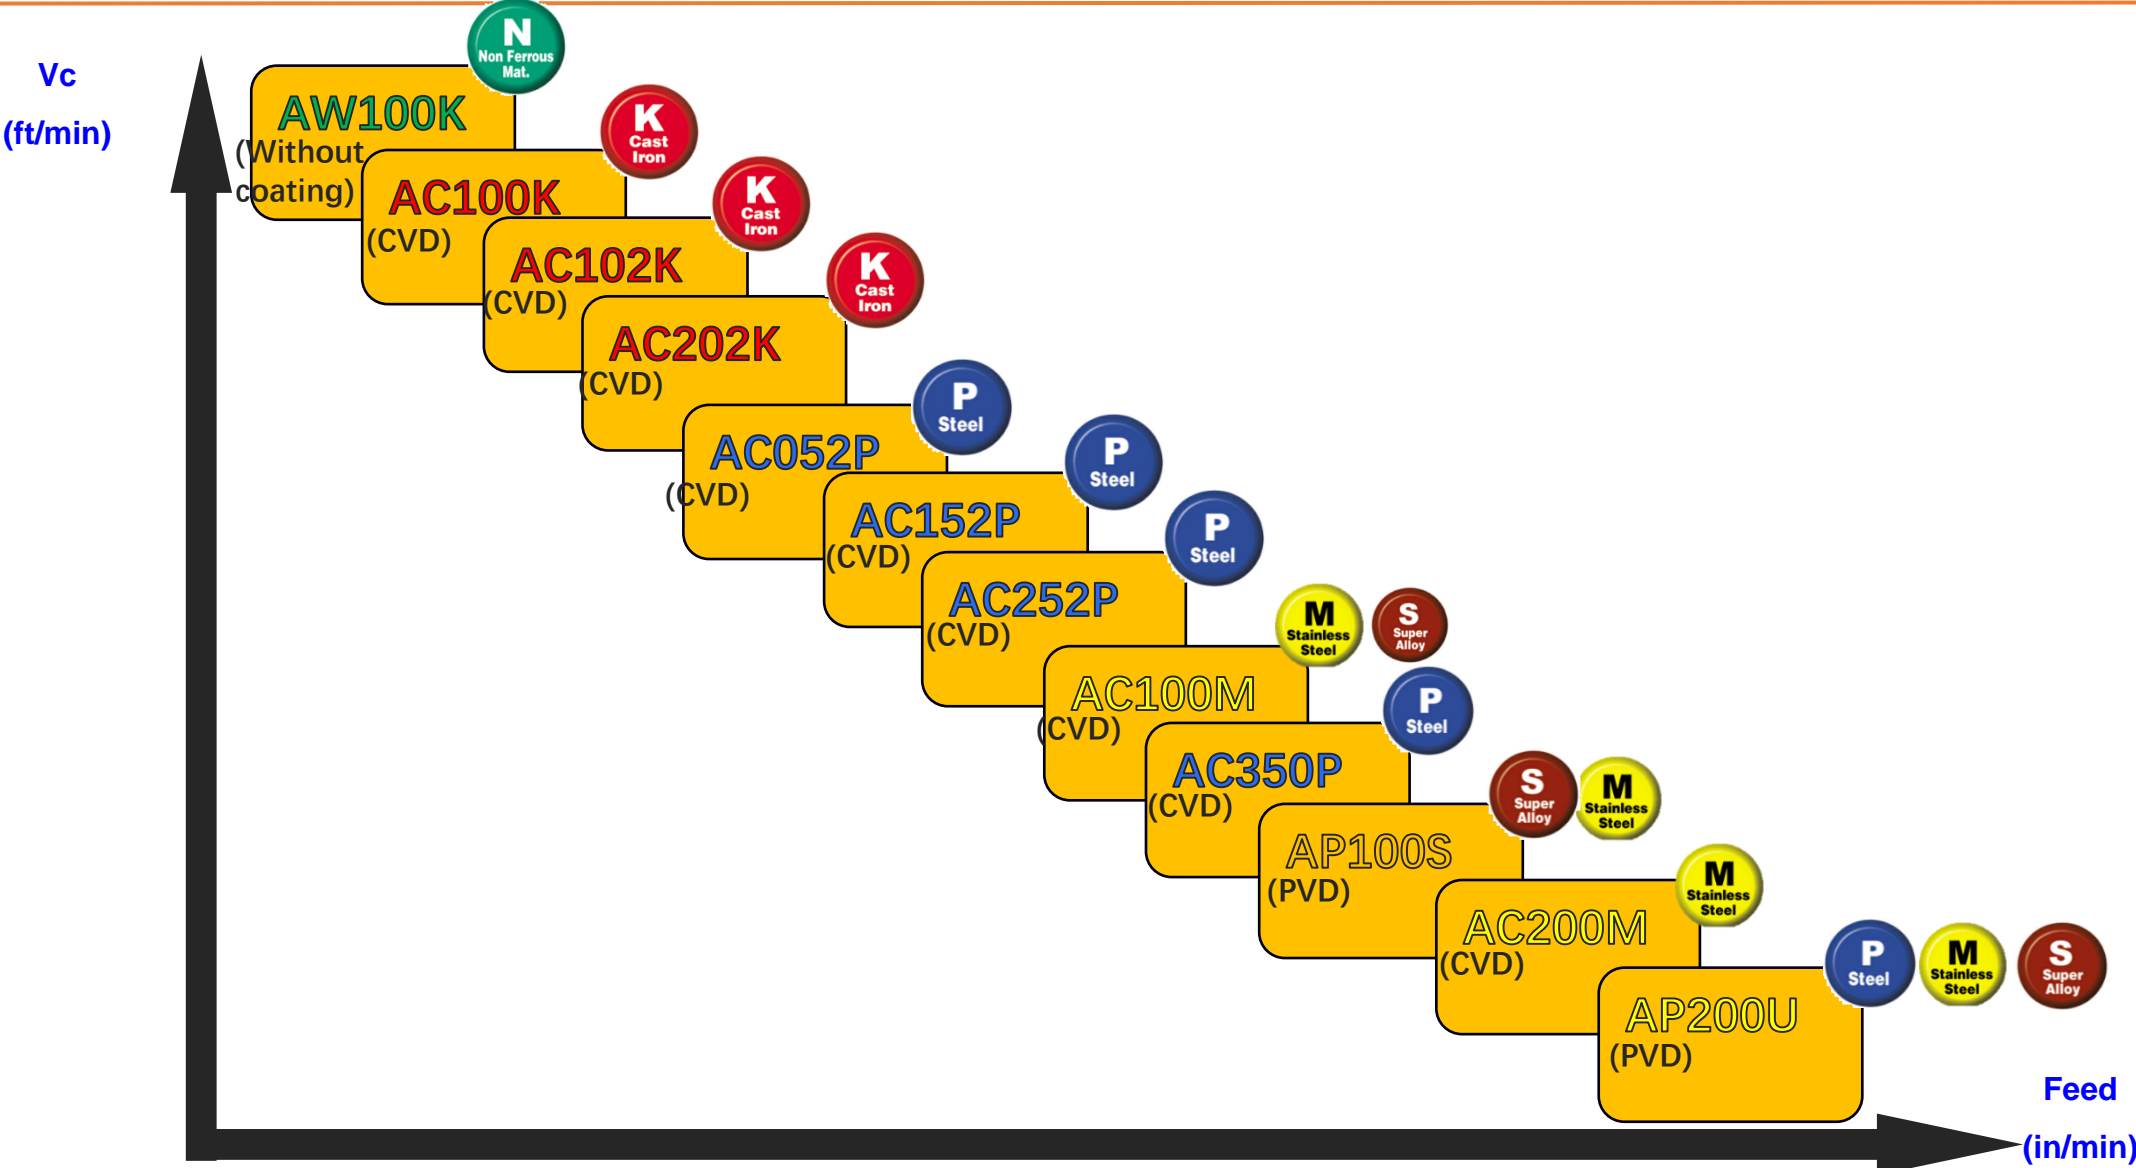 Vc
(ft/min)
N
Non Ferrous
Mat.
AW100K
(Without
coating)
K
Cast
Iron
AC100K
(CVD)
K
Cast
Iron
AC102K
(CVD)
K
Cast
Iron
AC202K
(CVD)
P
Steel
AC052P
(CVD)
P
Steel
AC152P
(CVD)
P
Steel
AC252P
(CVD)
M
Stainless
Steel
S
Super
Alloy
AC100M
(CVD)
P
Steel
AC350P
(CVD)
S
Super
Alloy
M
Stainless
Steel
AP100S
(PVD)
M
Stainless
Steel
AC200M
(CVD)
P
Steel
M
Stainless
Steel
S
Super
Alloy
AP200U
(PVD)
Feed
(in/min)